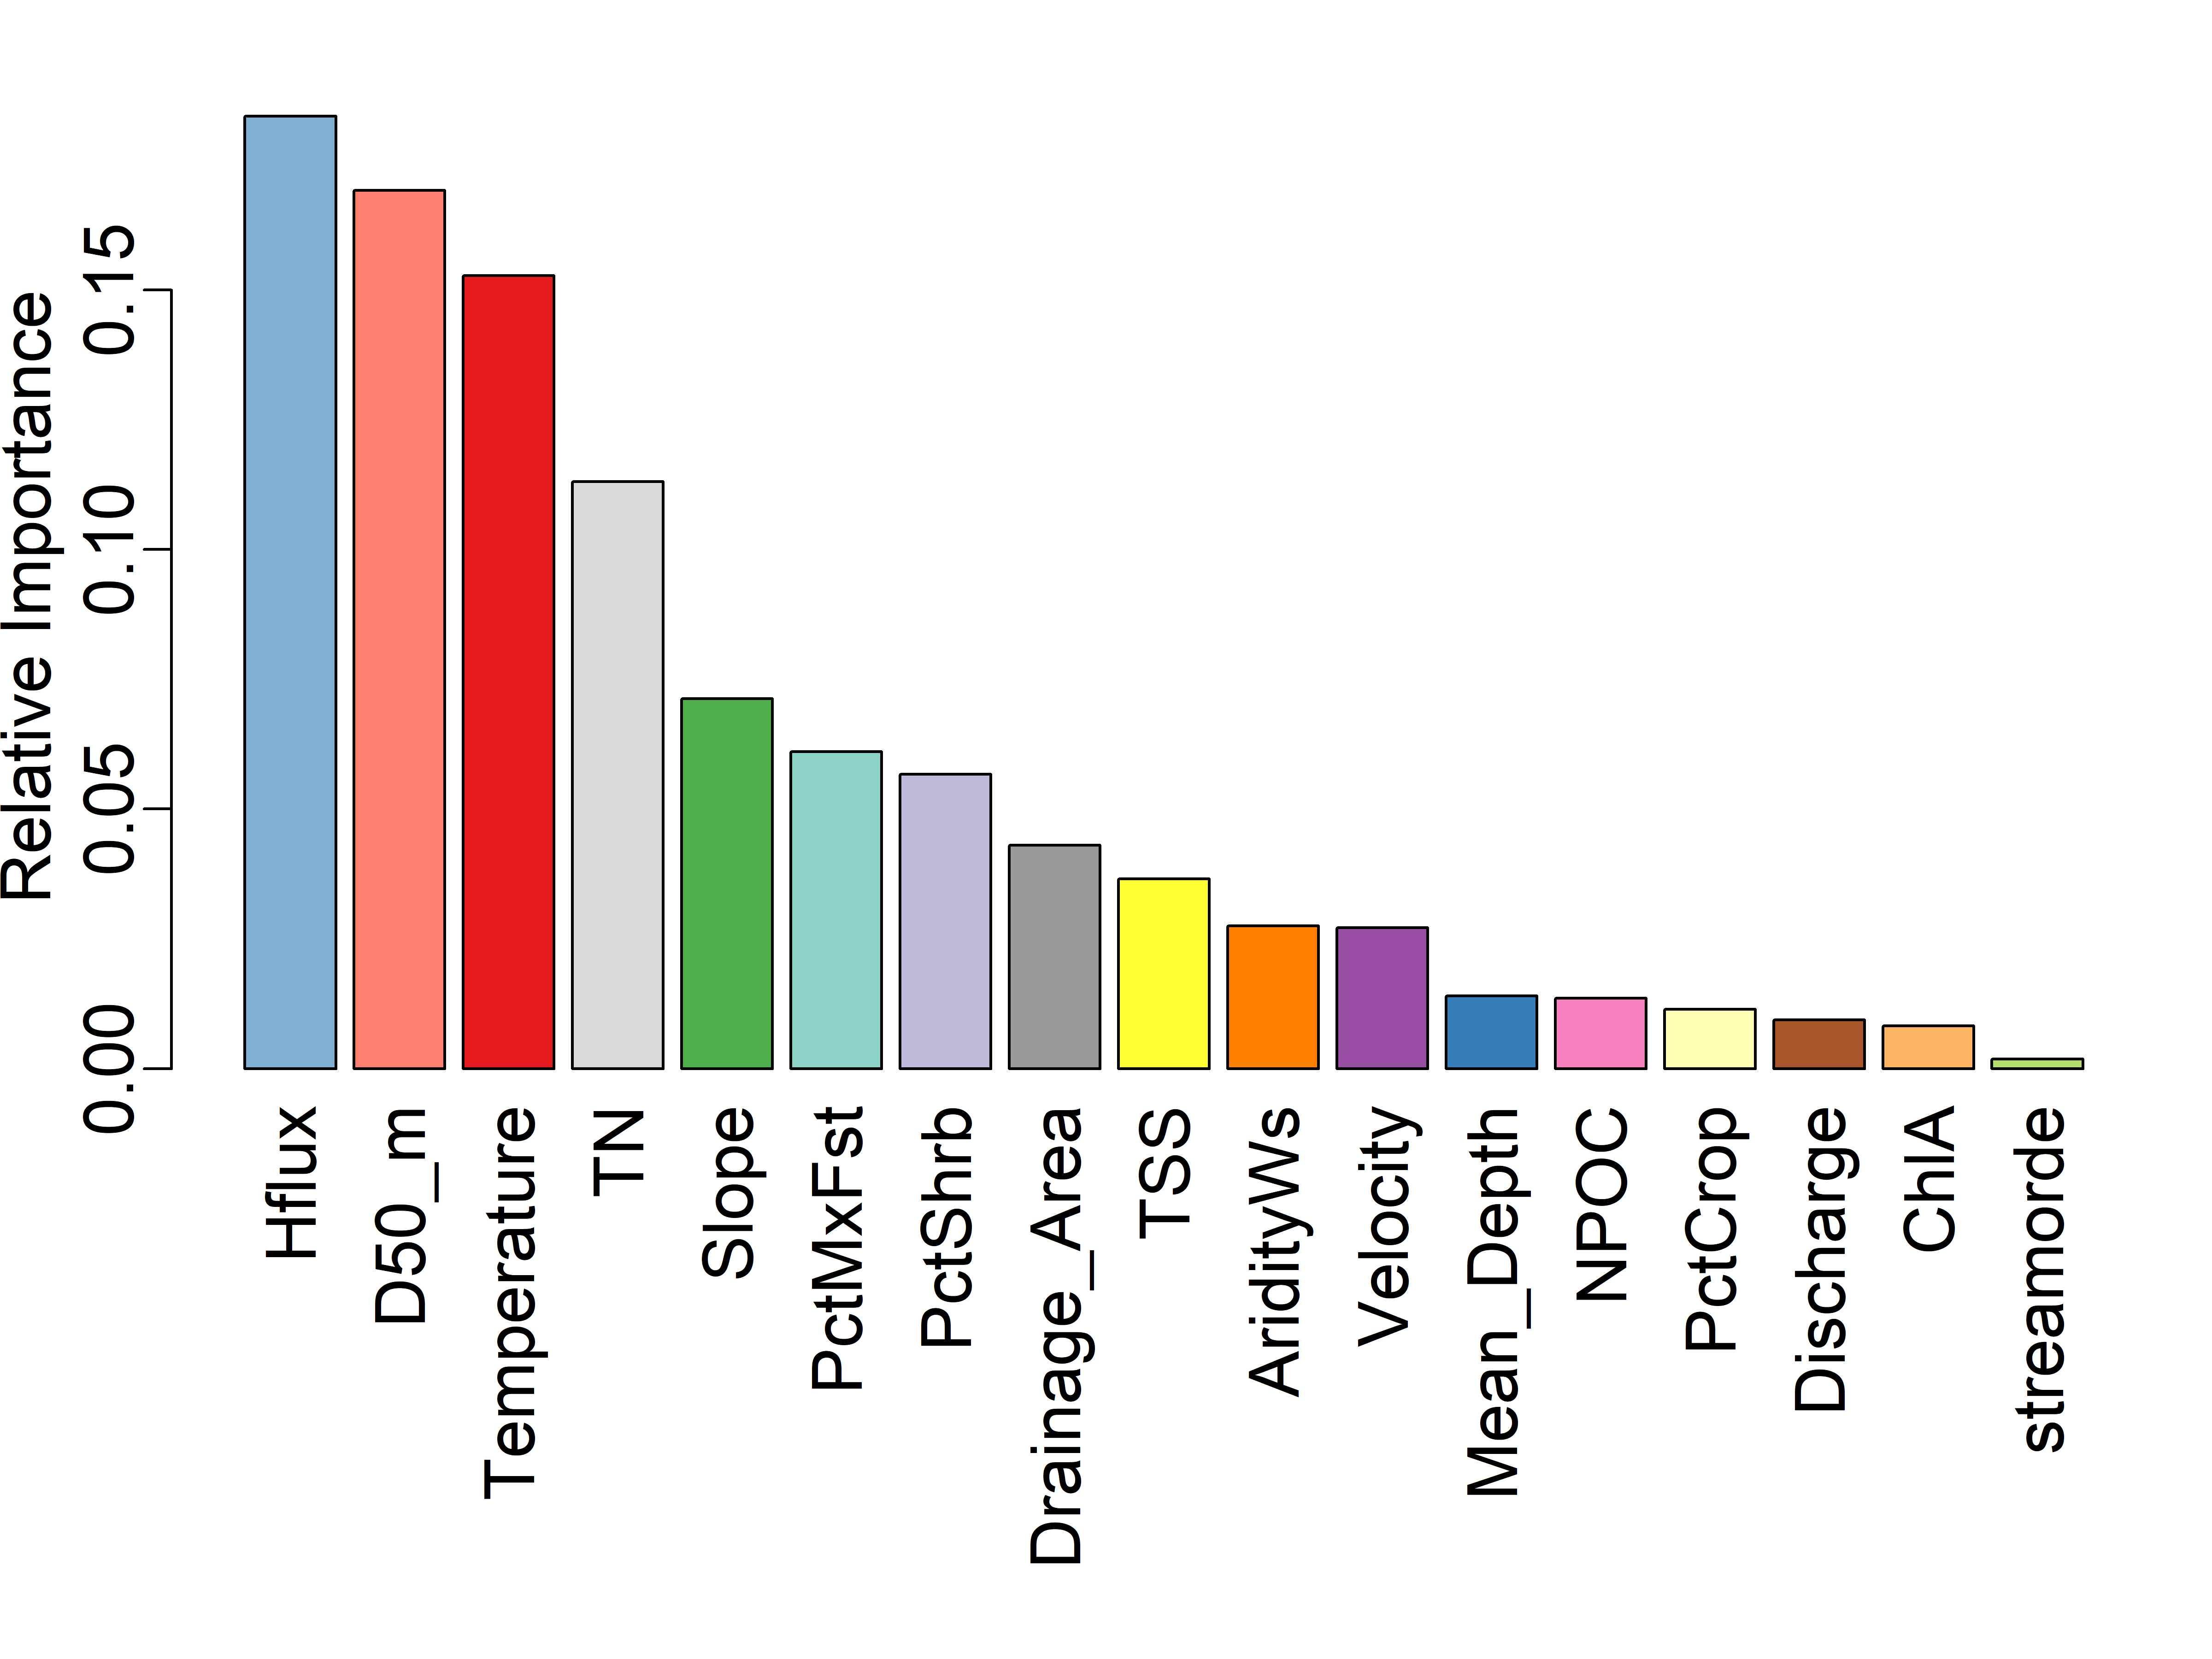 Relative Importance
0.15
0.10
0.05
0.00
Hflux
D50_m
Temperature
TN
Slope
PctMxFst
PctShrb
Drainage_Area
TSS
AridityWs
Velocity
Mean_Depth
NPOC
PctCrop
Discharge
ChlA
streamorde